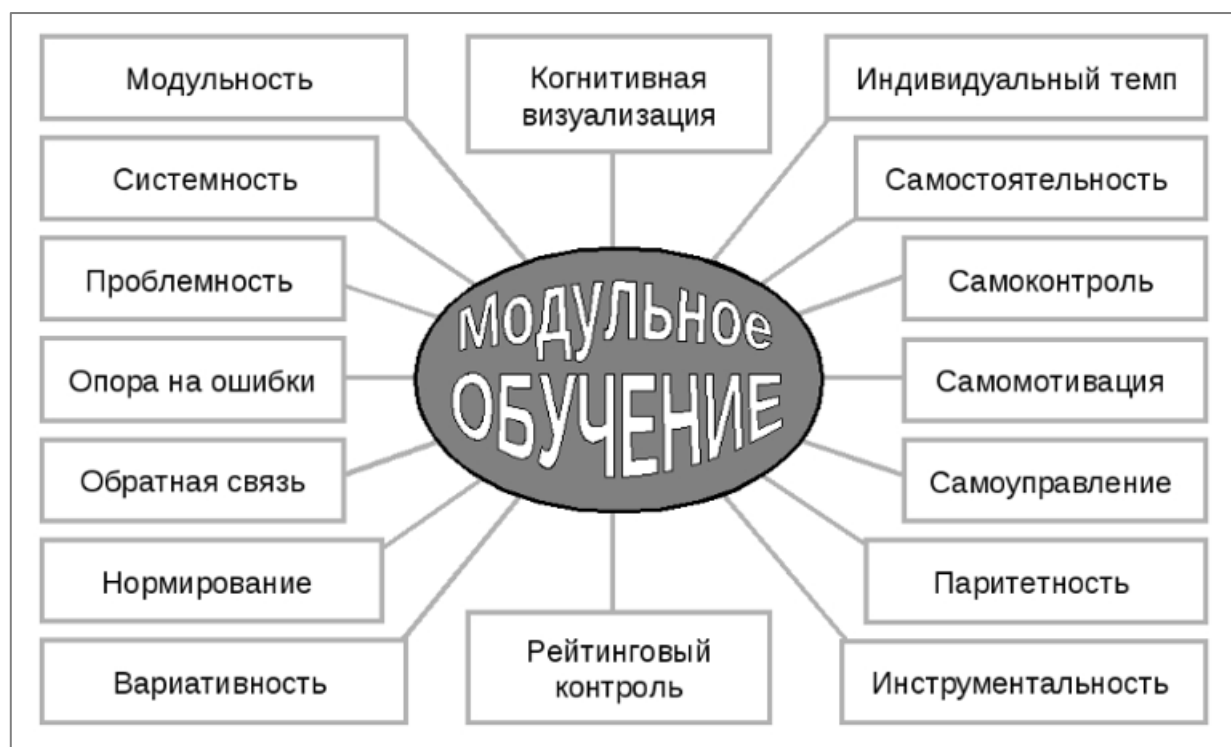 Модульность
Когнитивная
визуализация
Индивидуальный темп
Системность
Самостоятельность
Проблемность
Самоконтроль
МОДУЛЬНОЕ
ОБУЧЕНИЕ
Опора на ошибки
Самомотивация
Обратная связь
Самоуправление
Нормирование
Паритетность
Вариативность
Рейтинговый
контроль
Инструментальность